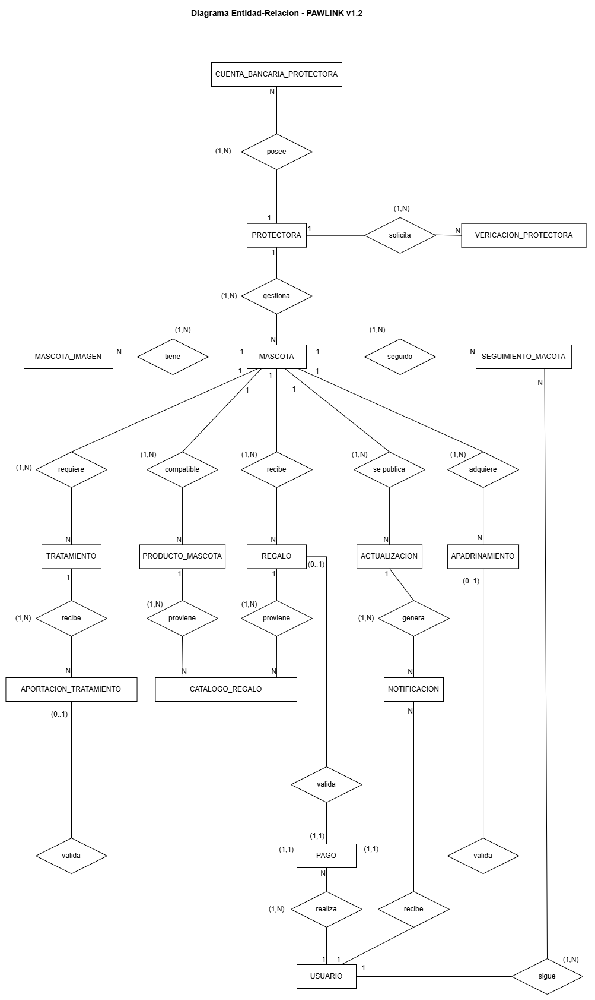 Diagrama Entidad-Relacion - PAWLINK v1.2
CUENTA_BANCARIA_PROTECTORA
N
(1,N)
posee
1
(1,N)
PROTECTORA
1
solicita
N
VERICACION_PROTECTORA
1
(1,N)
gestiona
N
(1,N)
(1,N)
MASCOTA_IMAGEN
N
tiene
1
MASCOTA
1
seguido
N
SEGUIMIENTO_MACOTA
1
1
1
1
1
N
(1,N)
requiere
(1,N)
compatible
(1,N)
recibe
(1,N)
se publica
(1,N)
adquiere
N
N
N
N
N
TRATAMIENTO
PRODUCTO_MASCOTA
REGALO
(0..1)
ACTUALIZACION
APADRINAMIENTO
1
1
1
1
(0..1)
(1,N)
recibe
(1,N)
proviene
(1,N)
proviene
(1,N)
genera
N
N
N
N
APORTACION_TRATAMIENTO
CATALOGO_REGALO
NOTIFICACION
(0..1)
N
valida
(1,1)
valida
(1,1)
PAGO
(1,1)
valida
N
(1,N)
realiza
recibe
1
1
(1,N)
USUARIO
1
sigue